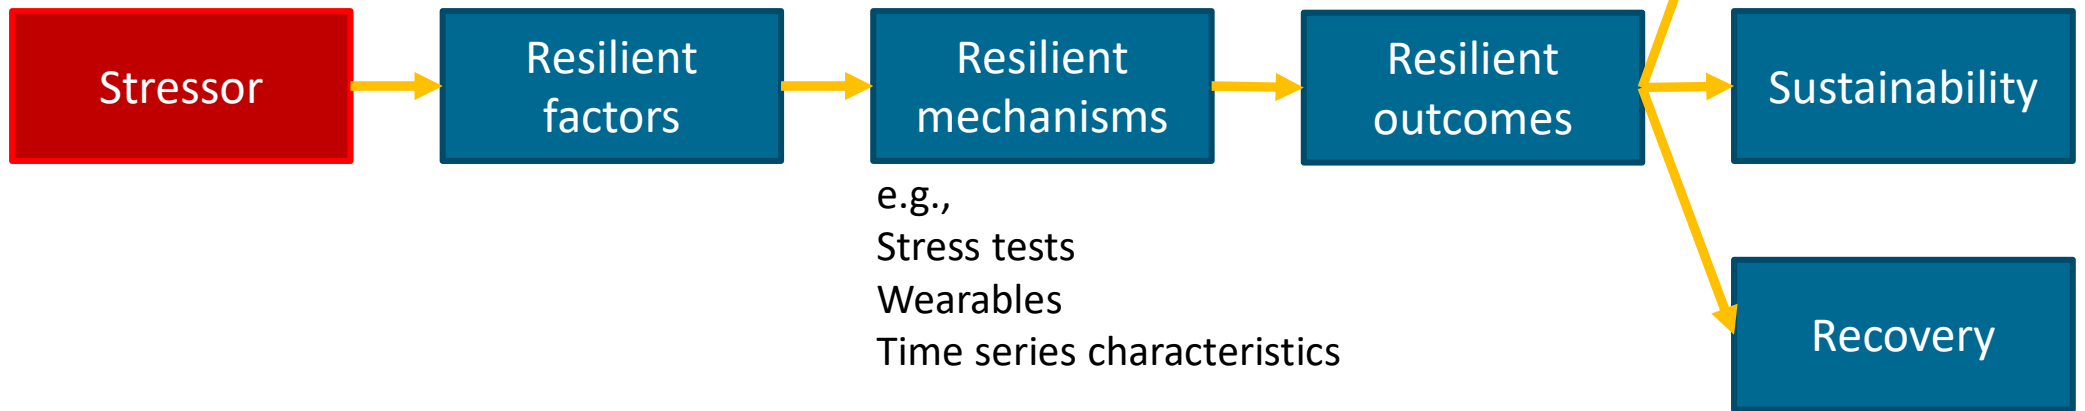 Stressor
Resilient
factors
Resilient
mechanisms
Resilient
outcomes
Sustainability
e.g.,
Stress tests
Wearables
Time series characteristics
Recovery